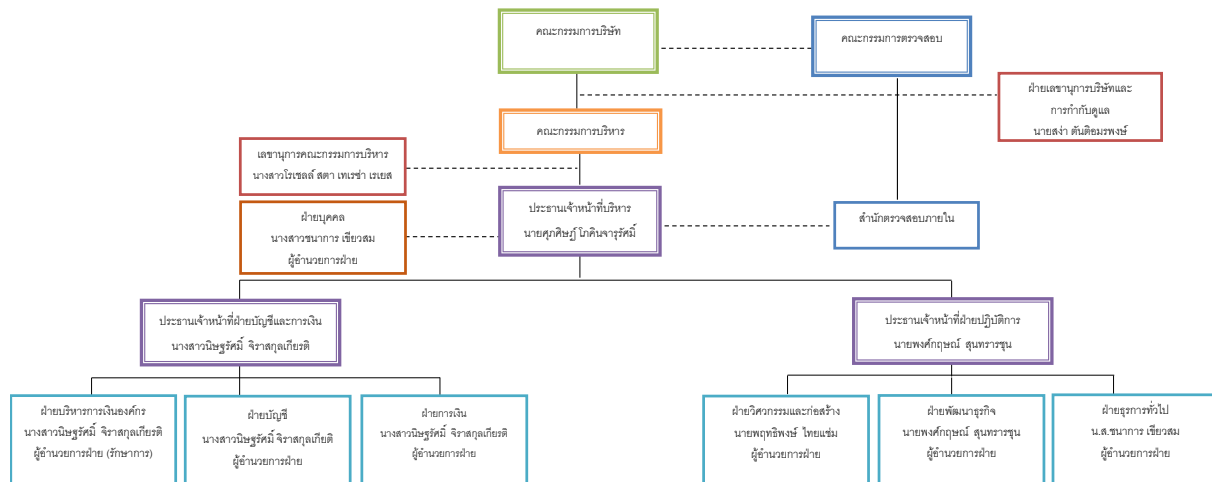 คณะกรรมการบริษัท
คณะกรรมการตรวจสอบ
ฝ่ายเลขานุการบริษัทและ
การกำกับดูแล
นายสง่า ตันติอมรพงษ์
คณะกรรมการบริหาร
เลขานุการคณะกรรมการบริหาร
นางสาวโรเชลล์ สตา เทเรซ่า เรเยส
ประธานเจ้าหน้าที่บริหาร
นายศุภศิษฏ์ โภคินจารุรัศมิ์
ฝ่ายบุคคล
นางสาวชนาการ เขียวสม
ผู้อำนวยการฝ่าย
สำนักตรวจสอบภายใน
ประธานเจ้าหน้าที่ฝ่ายบัญชีและการเงิน
นางสาวนิษฐรัศมิ์ จิราสกุลเกียรติ
ประธานเจ้าหน้าที่ฝ่ายปฏิบัติการ
นายพงศ์กฤษณ์ สุนทรารชุน
ฝ่ายบริหารการเงินองค์กร
นางสาวนิษฐรัศมิ์ จิราสกุลเกียรติ
ผู้อำนวยการฝ่าย (รักษาการ)
ฝ่ายบัญชี
นางสาวนิษฐรัศมิ์ จิราสกุลเกียติ
ผู้อำนวยการฝ่าย
ฝ่ายการเงิน
นางสาวนิษฐรัศมิ์ จิราสกุลเกียรติ
ผู้อำนวยการฝ่าย
ฝ่ายวิศวกรรมและก่อสร้าง
นายพฤทธิพงษ์ ไทยแช่ม
ผู้อำนวยการฝ่าย
ฝ่ายพัฒนาธุรกิจ
นายพงศ์กฤษณ์ สุนทรารชุน
ผู้อำนวยการฝ่าย
ฝ่ายธุรการทั่วไป
น.ส.ชนาการ เขียวสม
ผู้อำนวยการฝ่าย